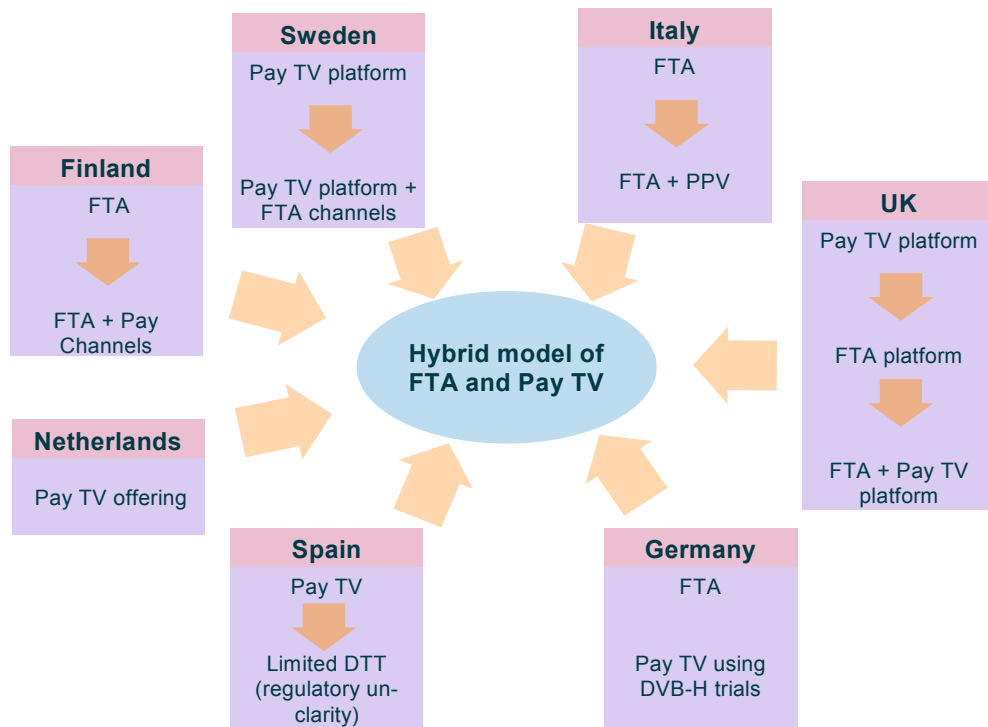 Sweden
Pay TV platform
Pay TV platform +
FTA channels
Italy
FTA
FTA + PPV
Finland
FTA
FTA + Pay
Channels
UK
Pay TV platform
FTA platform
FTA + Pay TV
platform
Hybrid model of
FTA and Pay TV
Netherlands
Pay TV offering
Spain
Pay TV
Limited DTT
(regulatory un-
clarity)
Germany
FTA
Pay TV using
DVB-H trials